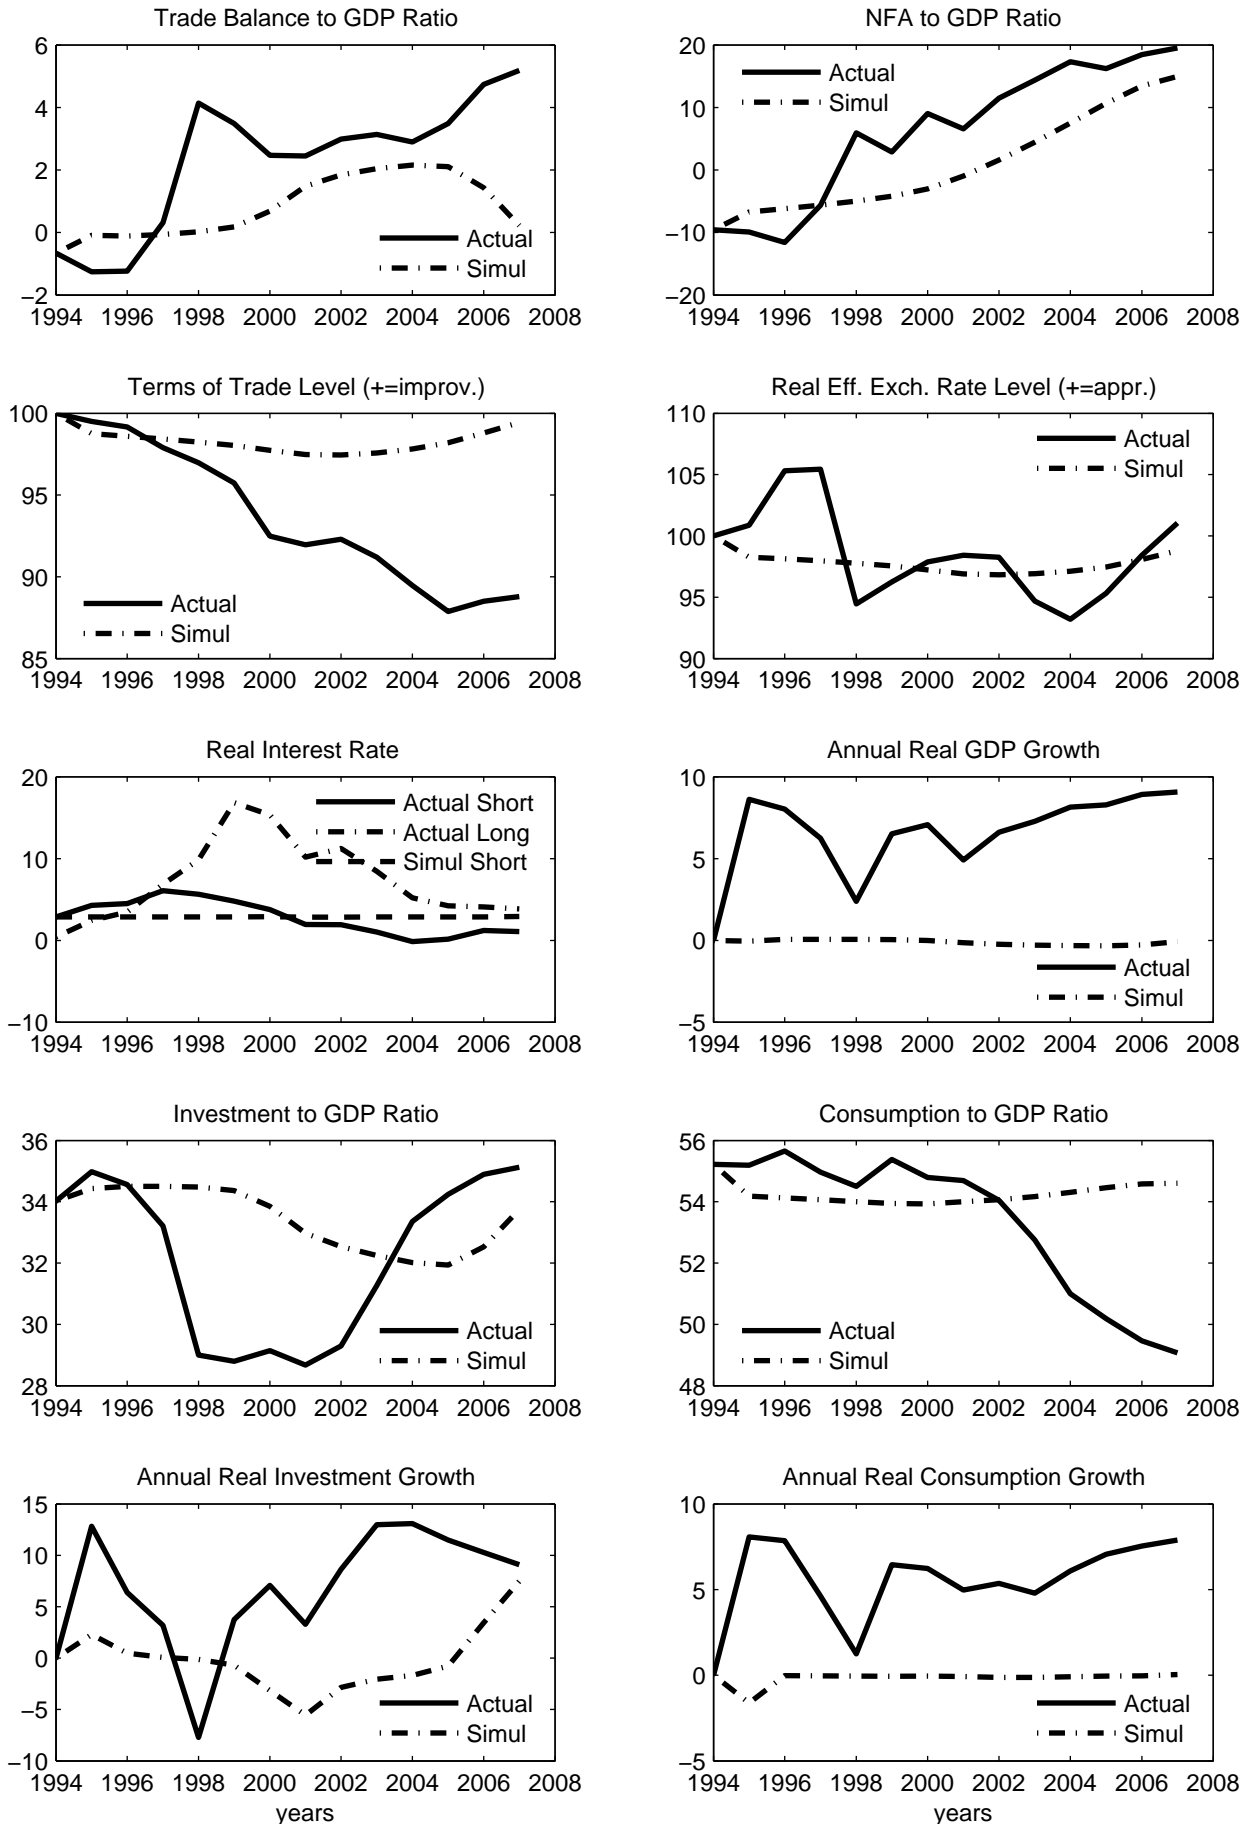 Trade Balance to GDP Ratio
6
4
2
0
−2
Actual
Simul
1994 1996 1998 2000 2002 2004 2006 2008
NFA to GDP Ratio
20
10
0
−10
−20
Actual
Simul
1994 1996 1998 2000 2002 2004 2006 2008
Terms of Trade Level (+=improv.)
100
95
90
85
Actual
Simul
1994 1996 1998 2000 2002 2004 2006 2008
Real Eff. Exch. Rate Level (+=appr.)
110
105
100
95
90
Actual
Simul
1994 1996 1998 2000 2002 2004 2006 2008
Real Interest Rate
20
10
0
−10
Actual Short
Actual Long
Simul Short
1994 1996 1998 2000 2002 2004 2006 2008
Annual Real GDP Growth
10
5
0
−5
Actual
Simul
1994 1996 1998 2000 2002 2004 2006 2008
Investment to GDP Ratio
36
34
32
30
28
Actual
Simul
1994 1996 1998 2000 2002 2004 2006 2008
Consumption to GDP Ratio
56
54
52
50
48
Actual
Simul
1994 1996 1998 2000 2002 2004 2006 2008
Annual Real Investment Growth
15
10
5
0
−5
−10
Actual
Simul
1994 1996 1998 2000 2002 2004 2006 2008
years
Annual Real Consumption Growth
10
5
0
−5
Actual
Simul
1994 1996 1998 2000 2002 2004 2006 2008
years